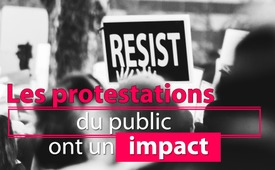 RESIST
Les protestations
du public
ont un impact